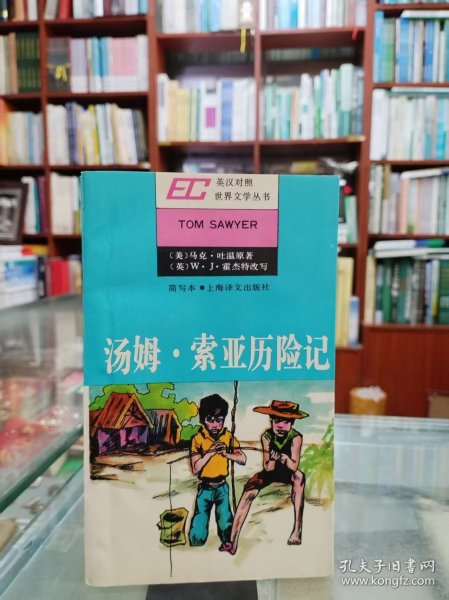 EC
英汉对照
世界文学丛书
TOM SAWYER
(美)马克·吐温原著
(英)W·J·霍杰特改写
简写本●上海译文出版社
汤姆·索亚历险记
孔夫子旧书网
www.kongfz.com